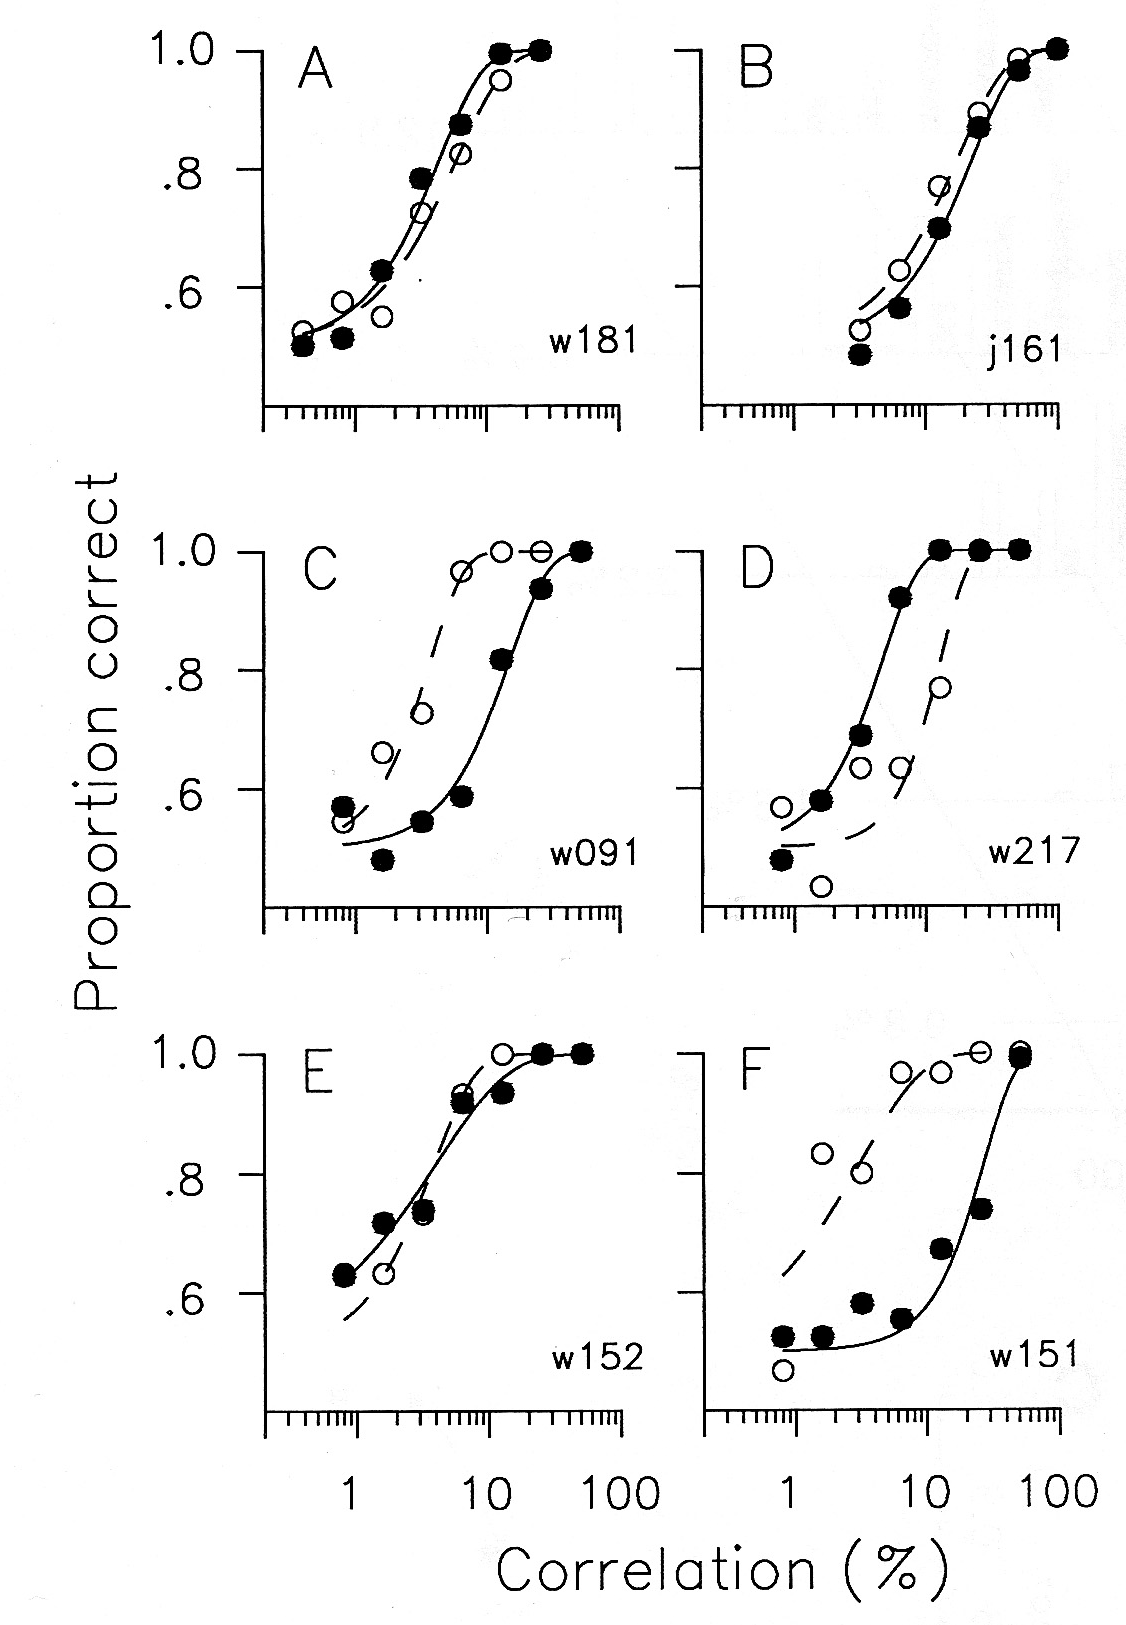 1.0
A
B
.8
.6
w181
j161
Proportion correct
1.0
C
D
.8
.6
w091
w217
1.0
E
F
.8
.6
w152
w151
1 10 100 1 10 100
Correlation (%)